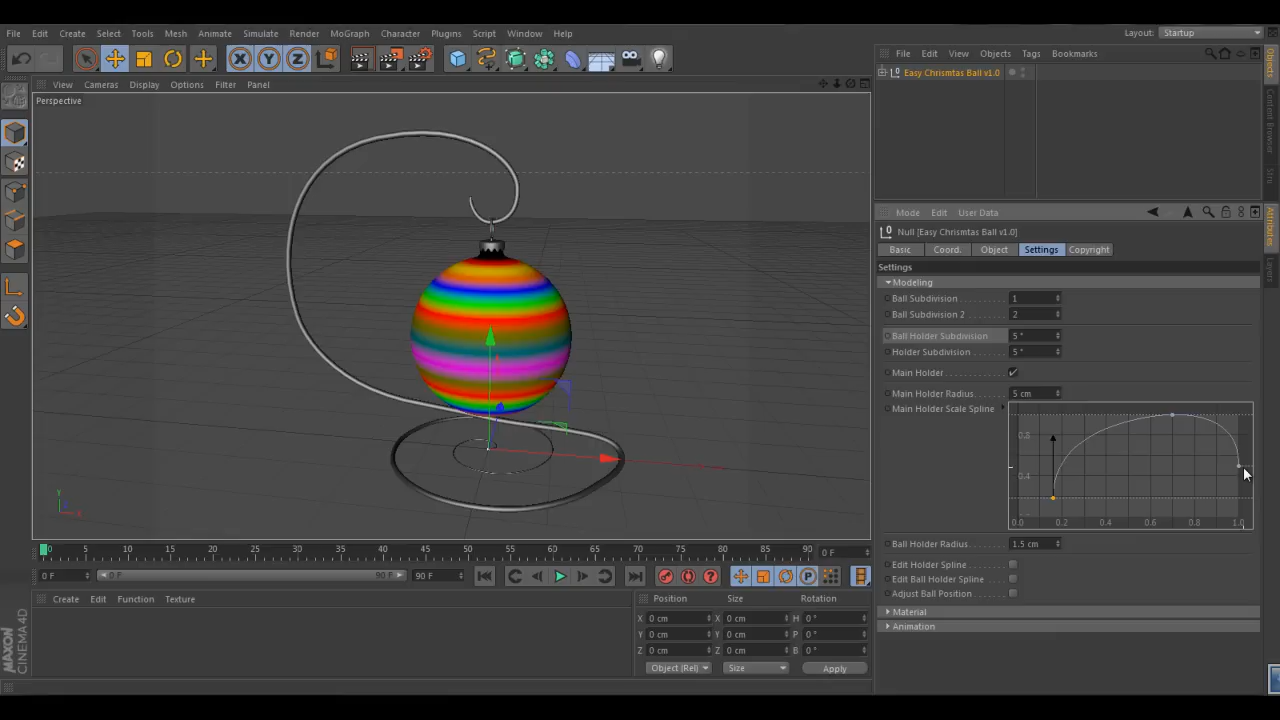 File Edit Create Select Tools Mesh Snap Animate Simulate Render MoGraph Character Plugins Script Window Help
Layout: Startup
X Y Z
File Edit View Objects Tags Bookmarks
Easy Chrismtas Ball v1.0
View Cameras Display Options Filter Panel
Perspective
Objects
Content Browser
Attributes
Layers
Mode Edit User Data
Null [Easy Chrismtas Ball v1.0]
Basic Coord. Object Settings Copyright
Settings
Modeling
Ball Subdivision 1
Ball Subdivision 2 2
Ball Holder Subdivision 5 °
Holder Subdivision 5 °
Main Holder
Main Holder Radius 5 cm
Main Holder Scale Spline
0.8
0.4
0.0 0.2 0.4 0.6 0.8 1.0
Ball Holder Radius 1.5 cm
Edit Holder Spline
Edit Ball Holder Spline
Adjust Ball Position
Material
Animation
Y
X
0 5 10 15 20 25 30 35 40 45 50 55 60 65 70 75 80 85 90 0 F
0 F 0 F 90 F 90 F
P
Create Edit Function Texture
Position Size Rotation
X 0 cm X 0 cm H 0 °
Y 0 cm Y 0 cm P 0 °
Z 0 cm Z 0 cm B 0 °
Object (Rel) Size Apply
MAXON
CINEMA 4D